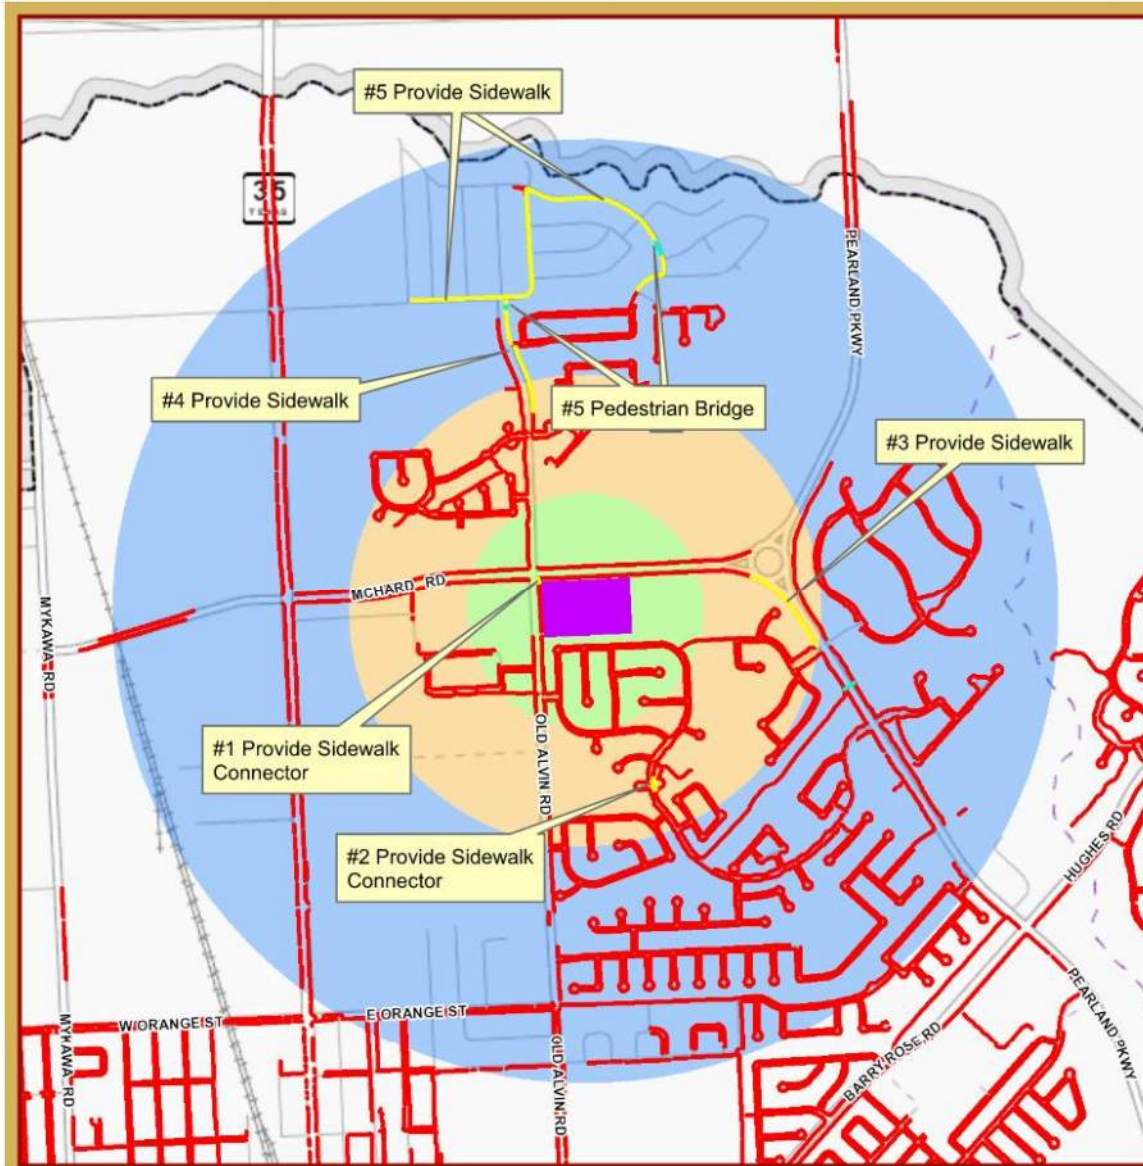 #5 Provide Sidewalk
35
TEXAS
PEARLAND PKWY
#4 Provide Sidewalk
#5 Pedestrian Bridge
#3 Provide Sidewalk
MCHARD RD
MYKAWA RD
#1 Provide Sidewalk
Connector
OLD ALVIN RD
#2 Provide Sidewalk
Connector
HUGHES RD
W ORANGE ST
E ORANGE ST
MYKAWA RD
OLD ALVIN RD
BARRY ROSE RD
PEARLAND PKWY